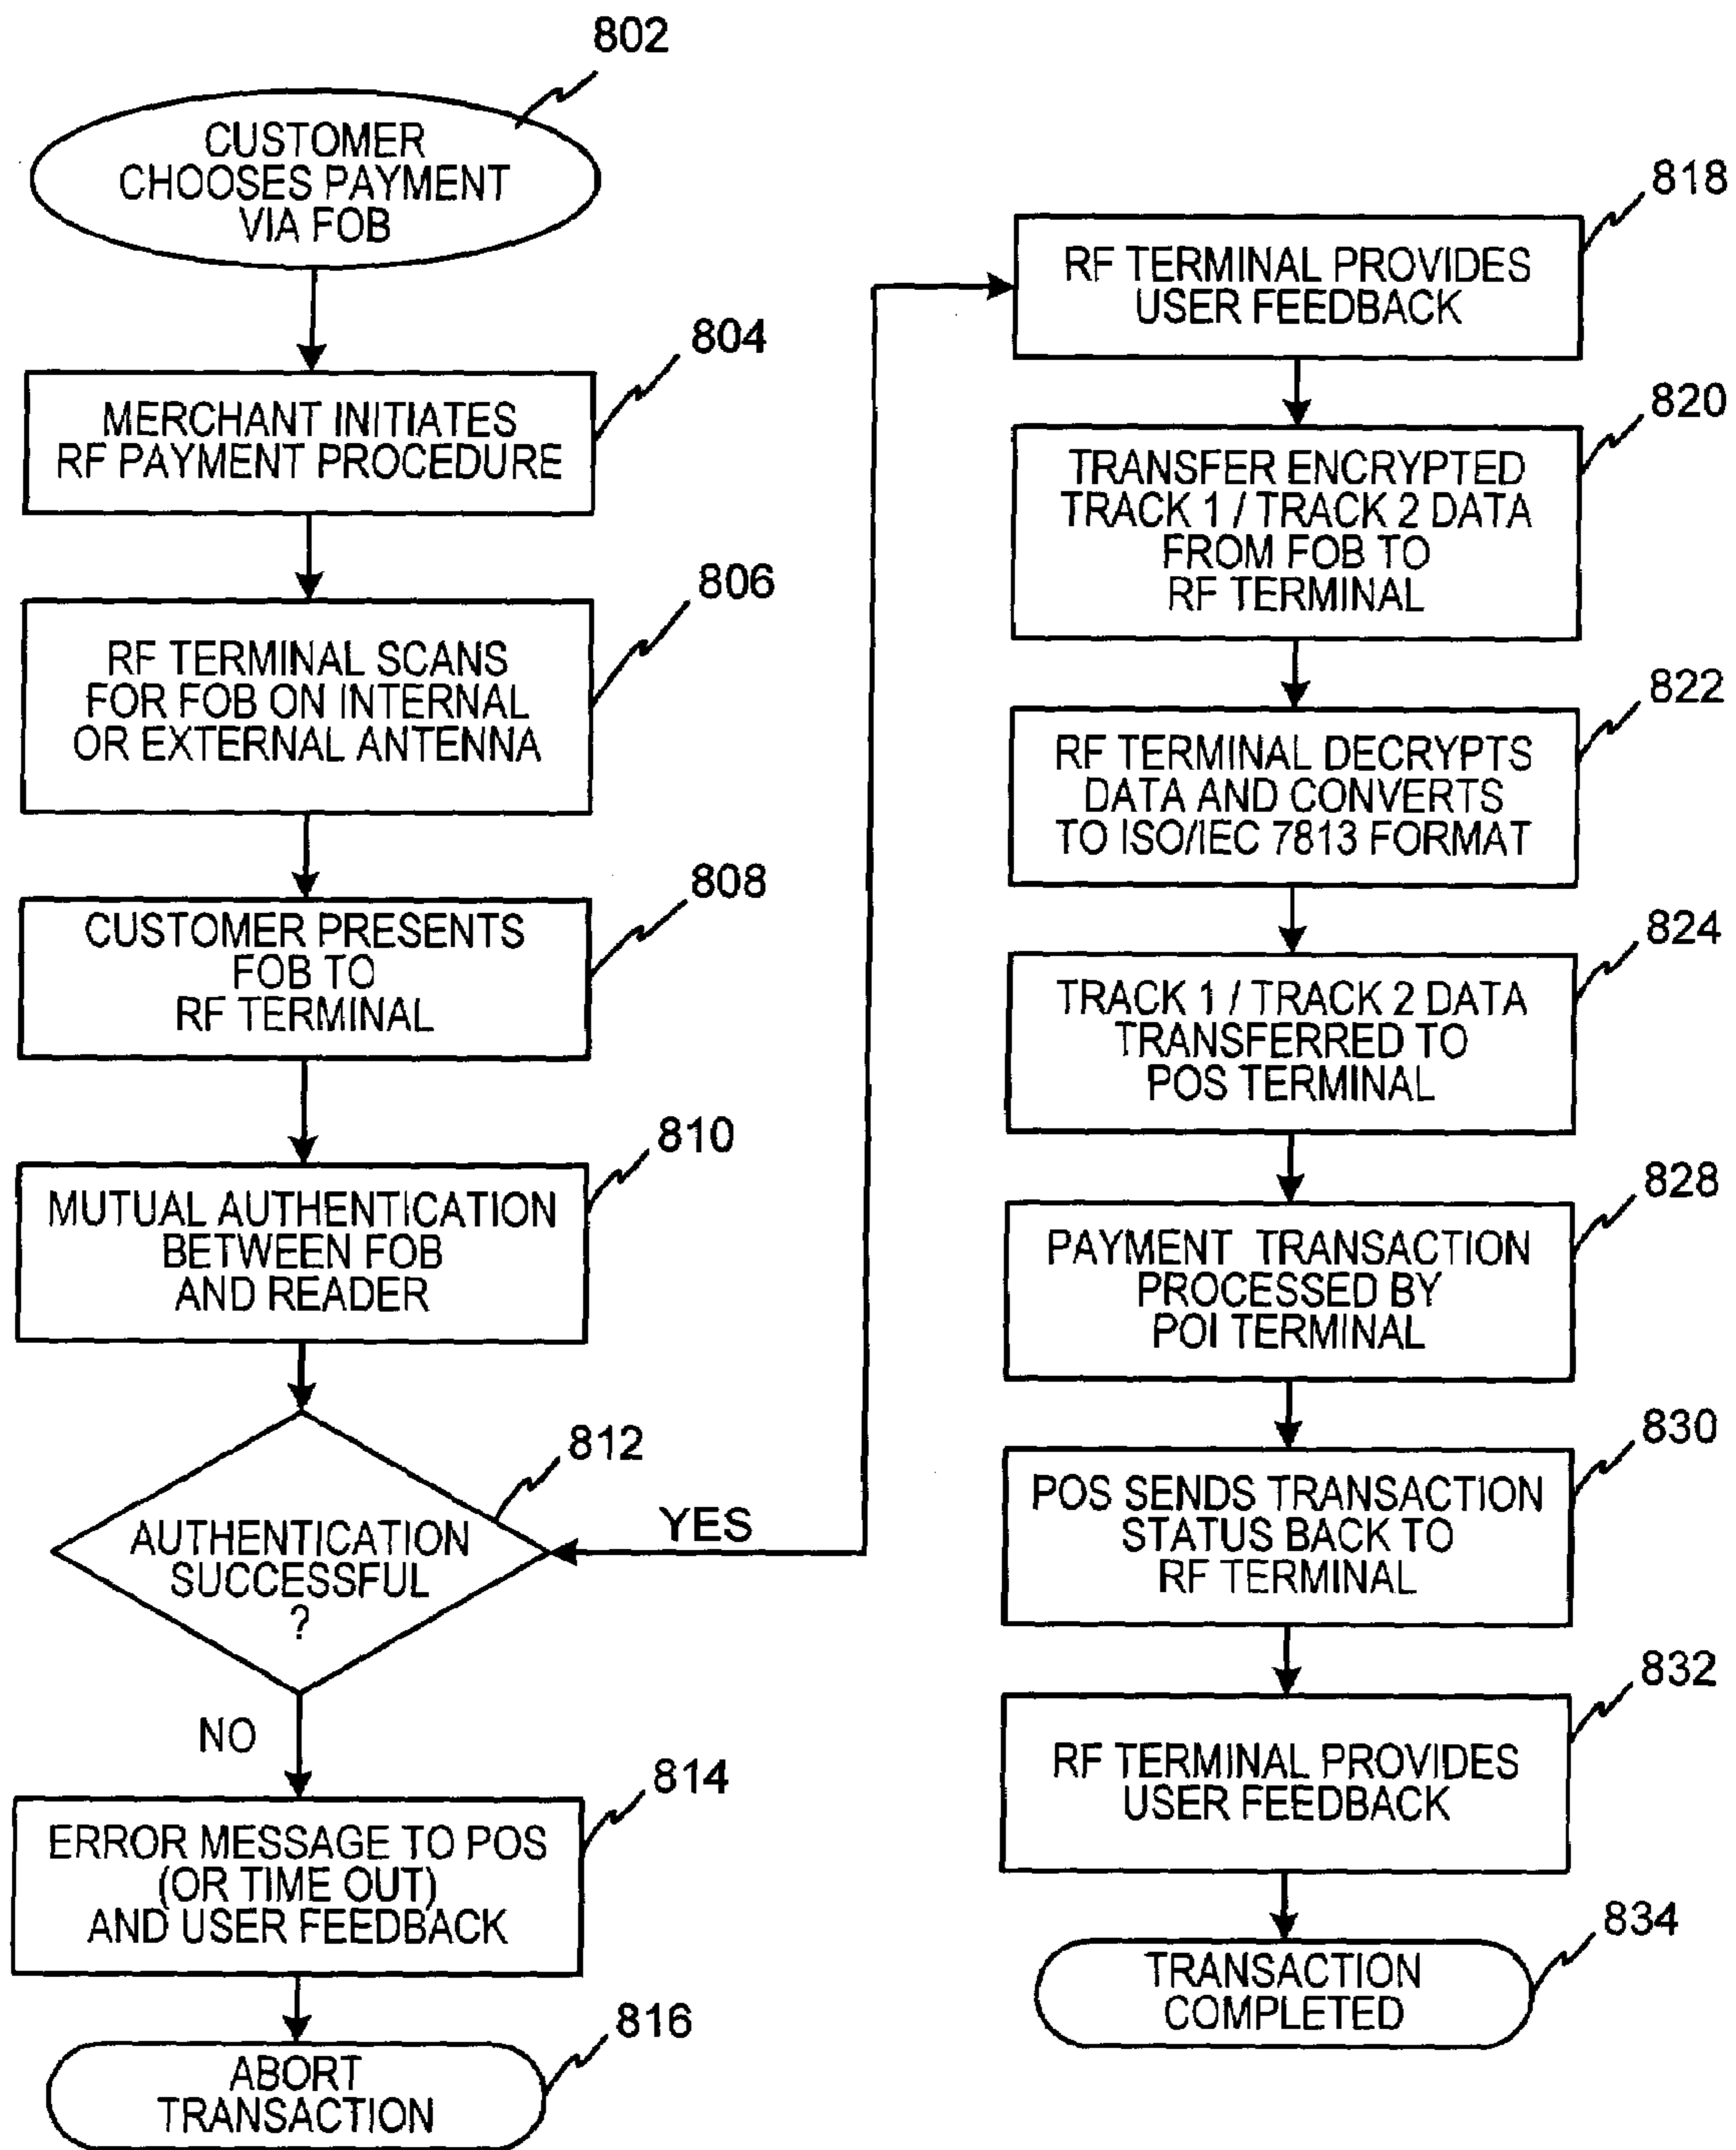 802
CUSTOMER
CHOOSES PAYMENT
VIA FOB
804
MERCHANT INITIATES
RF PAYMENT PROCEDURE
806
RF TERMINAL SCANS
FOR FOB ON INTERNAL
OR EXTERNAL ANTENNA
808
CUSTOMER PRESENTS
FOB TO
RF TERMINAL
810
MUTUAL AUTHENTICATION
BETWEEN FOB
AND READER
812
AUTHENTICATION
SUCCESSFUL
?
YES
NO
814
ERROR MESSAGE TO POS
(OR TIME OUT)
AND USER FEEDBACK
816
ABORT
TRANSACTION
818
RF TERMINAL PROVIDES
USER FEEDBACK
820
TRANSFER ENCRYPTED
TRACK 1 / TRACK 2 DATA
FROM FOB TO
RF TERMINAL
822
RF TERMINAL DECRYPTS
DATA AND CONVERTS
TO ISO/IEC 7813 FORMAT
824
TRACK 1 / TRACK 2 DATA
TRANSFERRED TO
POS TERMINAL
828
PAYMENT TRANSACTION
PROCESSED BY
POI TERMINAL
830
POS SENDS TRANSACTION
STATUS BACK TO
RF TERMINAL
832
RF TERMINAL PROVIDES
USER FEEDBACK
834
TRANSACTION
COMPLETED